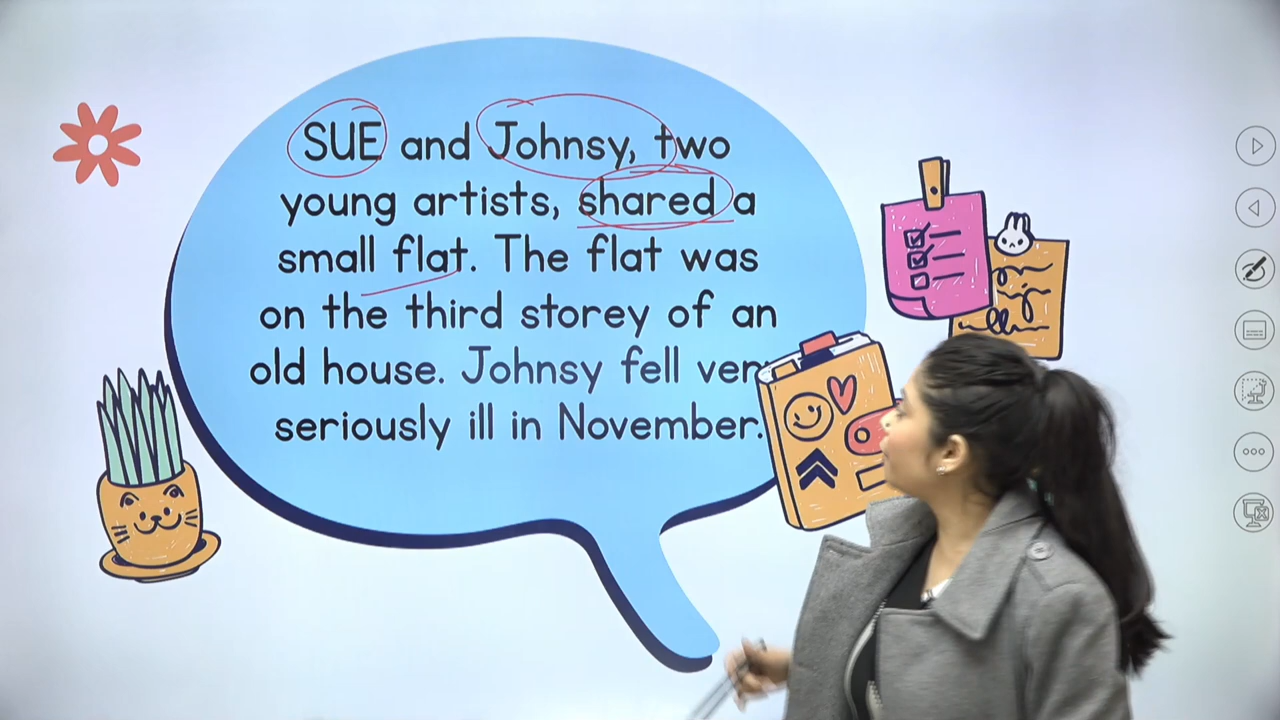 SUE and Johnsy, two
young artists, shared a
small flat. The flat was
on the third storey of an
old house. Johnsy fell
seriously ill in November.